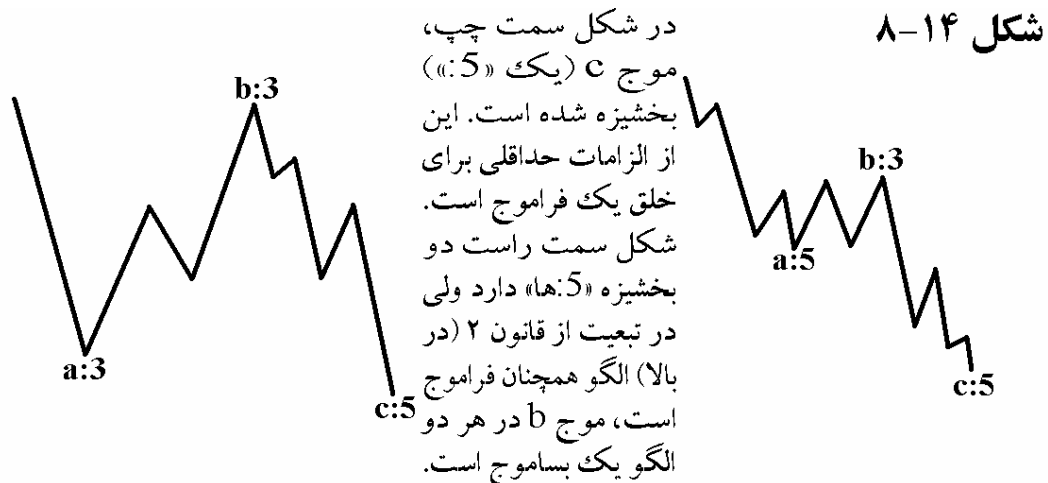 شکل ۱۴-۸
در شکل سمت چپ،
موج c (یک «5:»)
بخشیزه شده است. این
از الزامات حداقلی برای
خلق یک فراموج است.
شکل سمت راست دو
بخشیزه «5:ها» دارد ولی
در تبعیت از قانون ۲ (در
بالا) الگو همچنان فراموج
است، موج b در هر دو
الگو یک بساموج است.
b:3
a:5
c:5
b:3
a:3
c:5